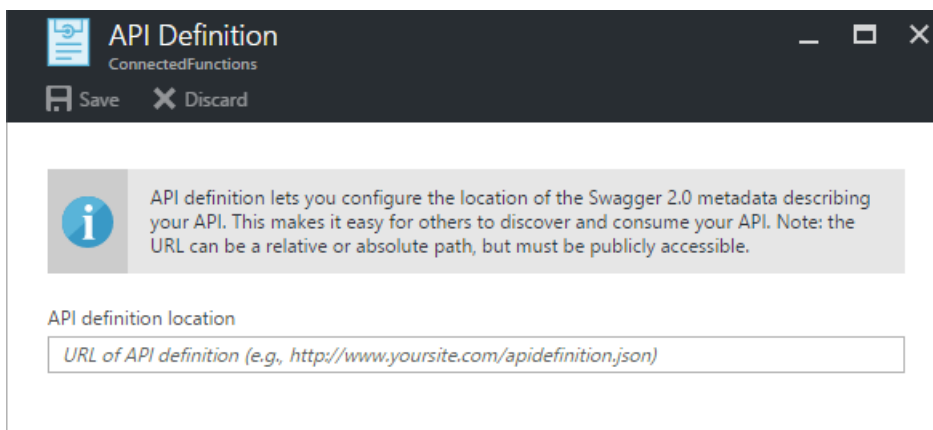 API Definition
ConnectedFunctions
Save Discard
API definition lets you configure the location of the Swagger 2.0 metadata describing
your API. This makes it easy for others to discover and consume your API. Note: the
URL can be a relative or absolute path, but must be publicly accessible.
API definition location
URL of API definition (e.g., http://www.yoursite.com/apidefinition.json)